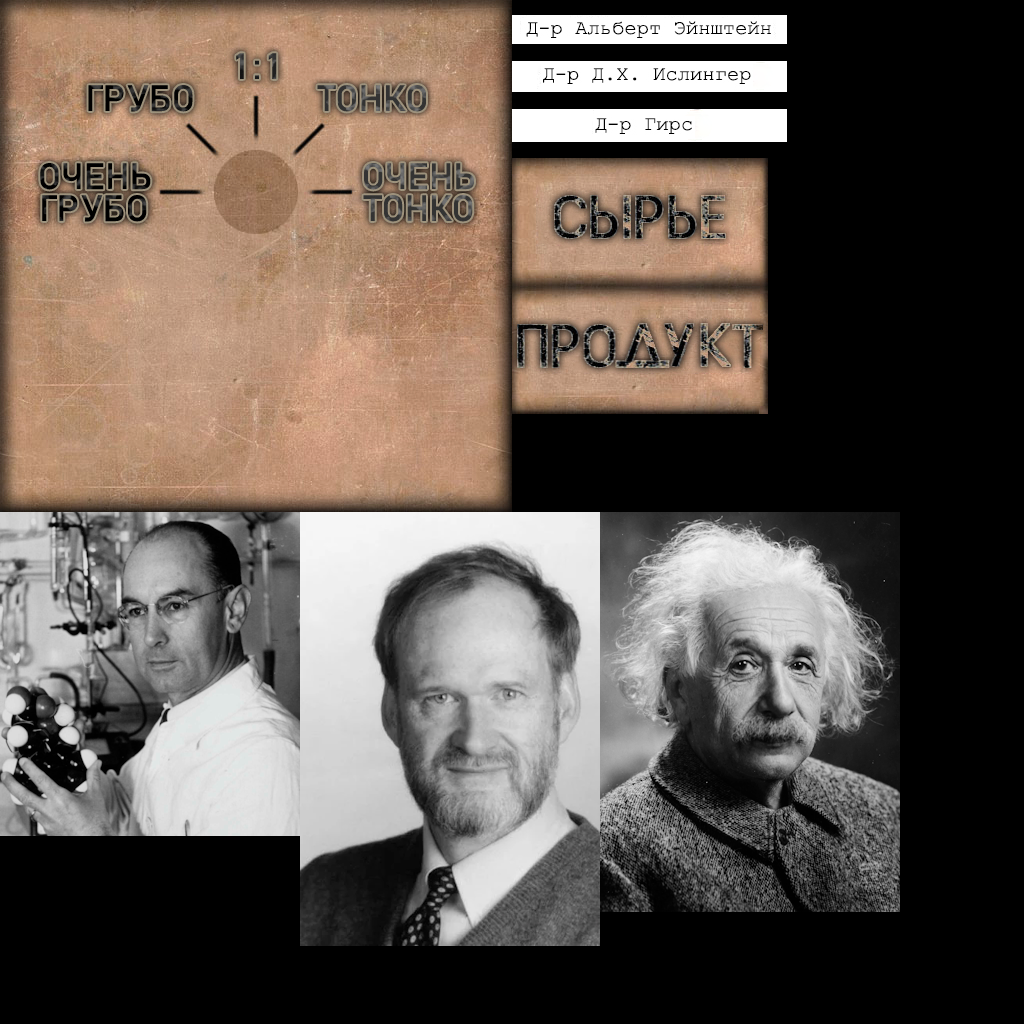 1:1
ГРУБО
ТОНКО
ОЧЕНЬ
ГРУБО
ОЧЕНЬ
ТОНКО
Д-р Альберт Эйнштейн
Д-р Д.Х. Ислингер
Д-р Гирс
СЫРЬЕ
ПРОДУКТ